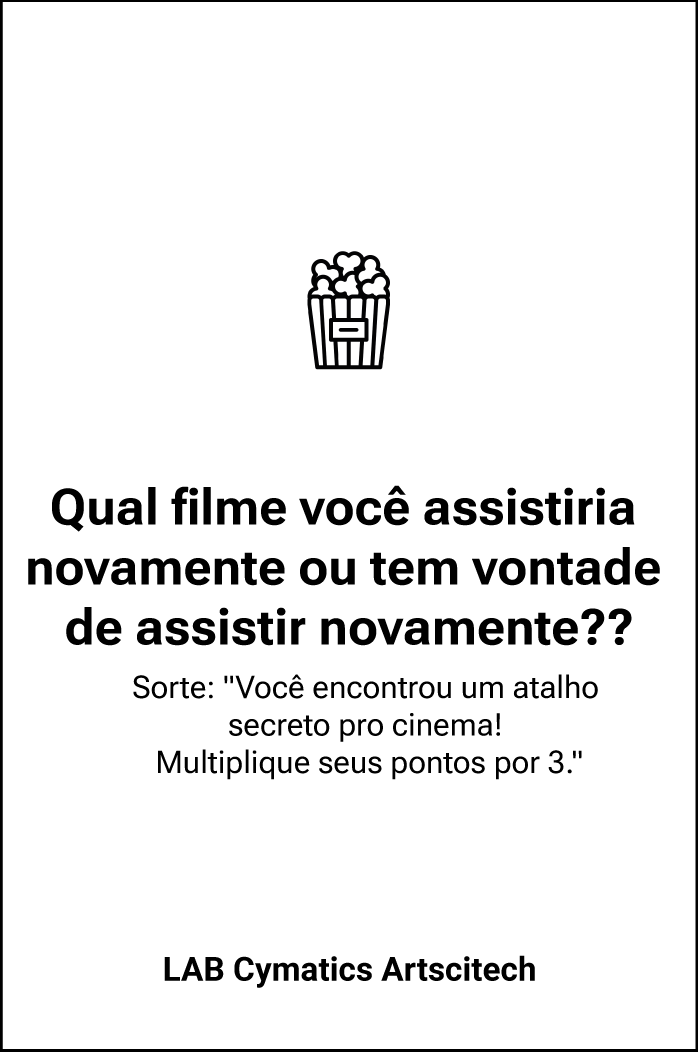 Qual filme você assistiria
novamente ou tem vontade
de assistir novamente??
Sorte: "Você encontrou um atalho
secreto pro cinema!
Multiplique seus pontos por 3."
LAB Cymatics Artscitech